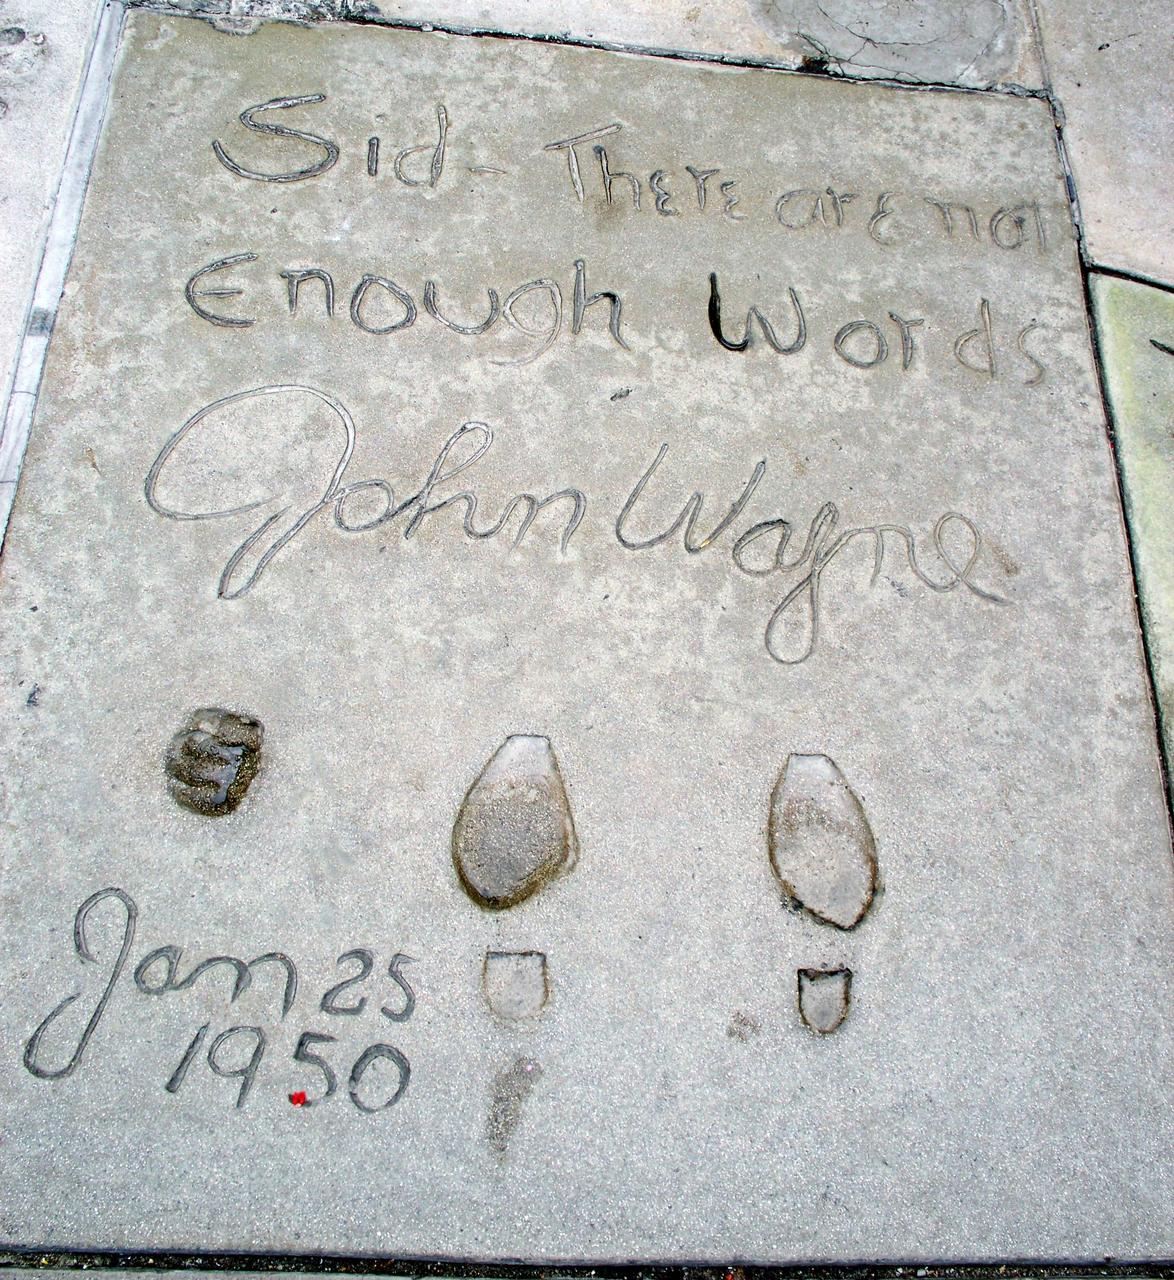 Sid - There are not
Enough Words
John Wayne
Jan 25
1950